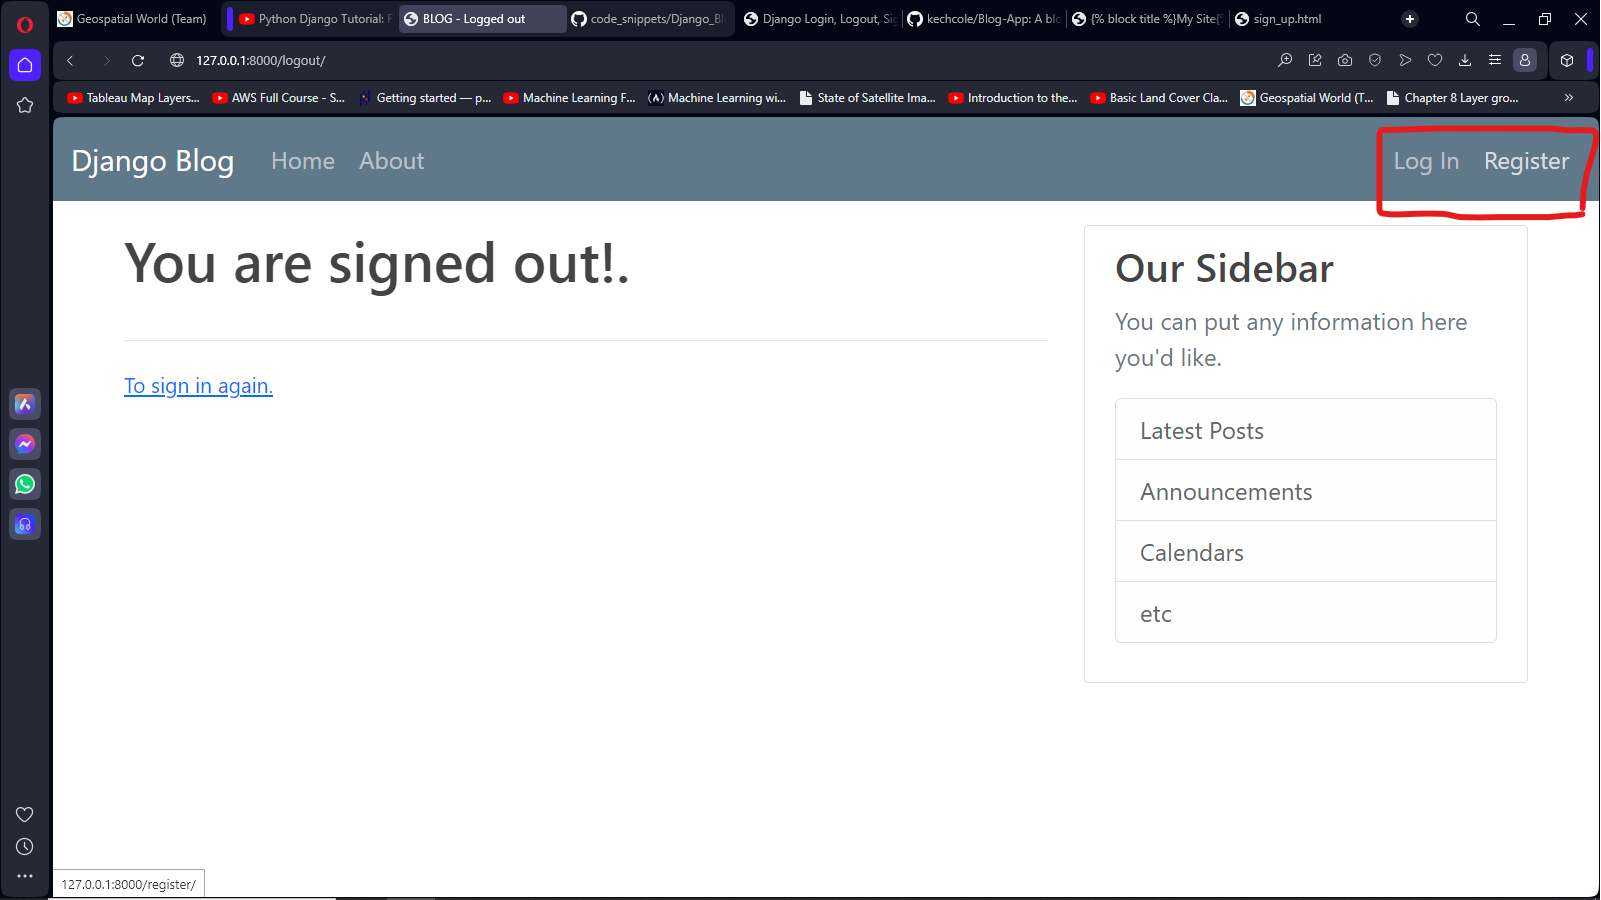 Geospatial World (Team)
Python Django Tutorial: F
BLOG - Logged out
code_snippets/Django_Bl
Django Login, Logout, Sig
kechcole/Blog-App: A blo
{% block title %}My Site{%
sign_up.html
127.0.0.1:8000/logout/
Tableau Map Layers...
AWS Full Course - S...
Getting started — p...
Machine Learning F...
Machine Learning wi...
State of Satellite Ima...
Introduction to the...
Basic Land Cover Cla...
Geospatial World (T...
Chapter 8 Layer gro...
Django Blog
Home
About
Log In
Register
You are signed out!.
To sign in again.
Our Sidebar
You can put any information here
you'd like.
Latest Posts
Announcements
Calendars
etc
127.0.0.1:8000/register/